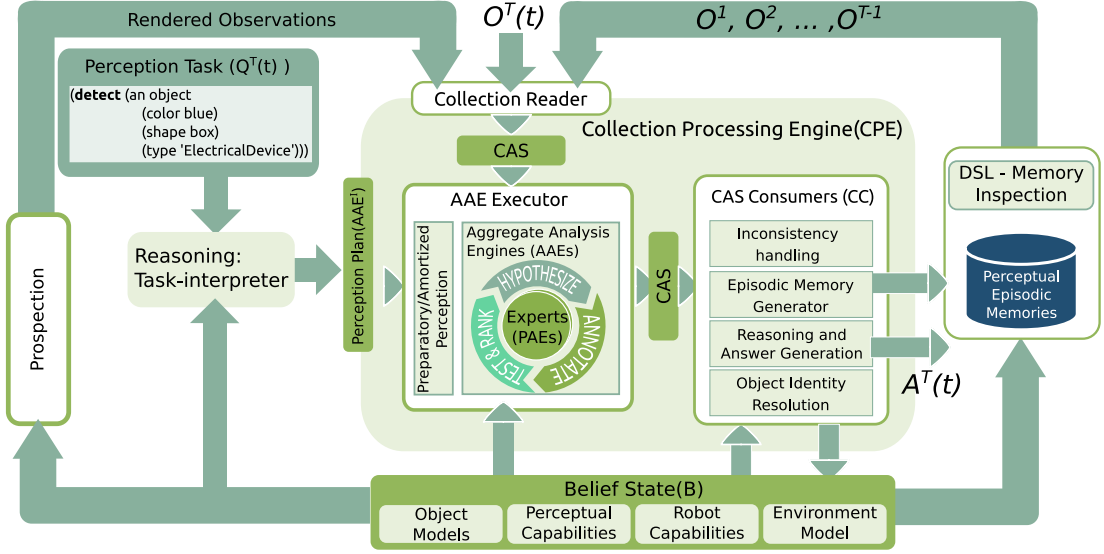 Rendered Observations
O^T(t)
O^1, O^2, ... ,O^{T-1}
Perception Task (Q^T(t) )
(detect (an object
(color blue)
(shape box)
(type 'ElectricalDevice')))
Collection Reader
Collection Processing Engine(CPE)
CAS
DSL - Memory
Inspection
Perceptual
Episodic
Memories
Prospection
Reasoning:
Task-interpreter
Perception Plan(AAE^1)
AAE Executor
Preparatory/Amortized
Perception
Aggregate Analysis
Engines (AAEs)
HYPOTHESIZE
ANNOTATE
TEST & RANK
Experts
(PAEs)
CAS
CAS Consumers (CC)
Inconsistency
handling
Episodic Memory
Generator
Reasoning and
Answer Generation
Object Identity
Resolution
A^T(t)
Belief State(B)
Object
Models
Perceptual
Capabilities
Robot
Capabilities
Environment
Model